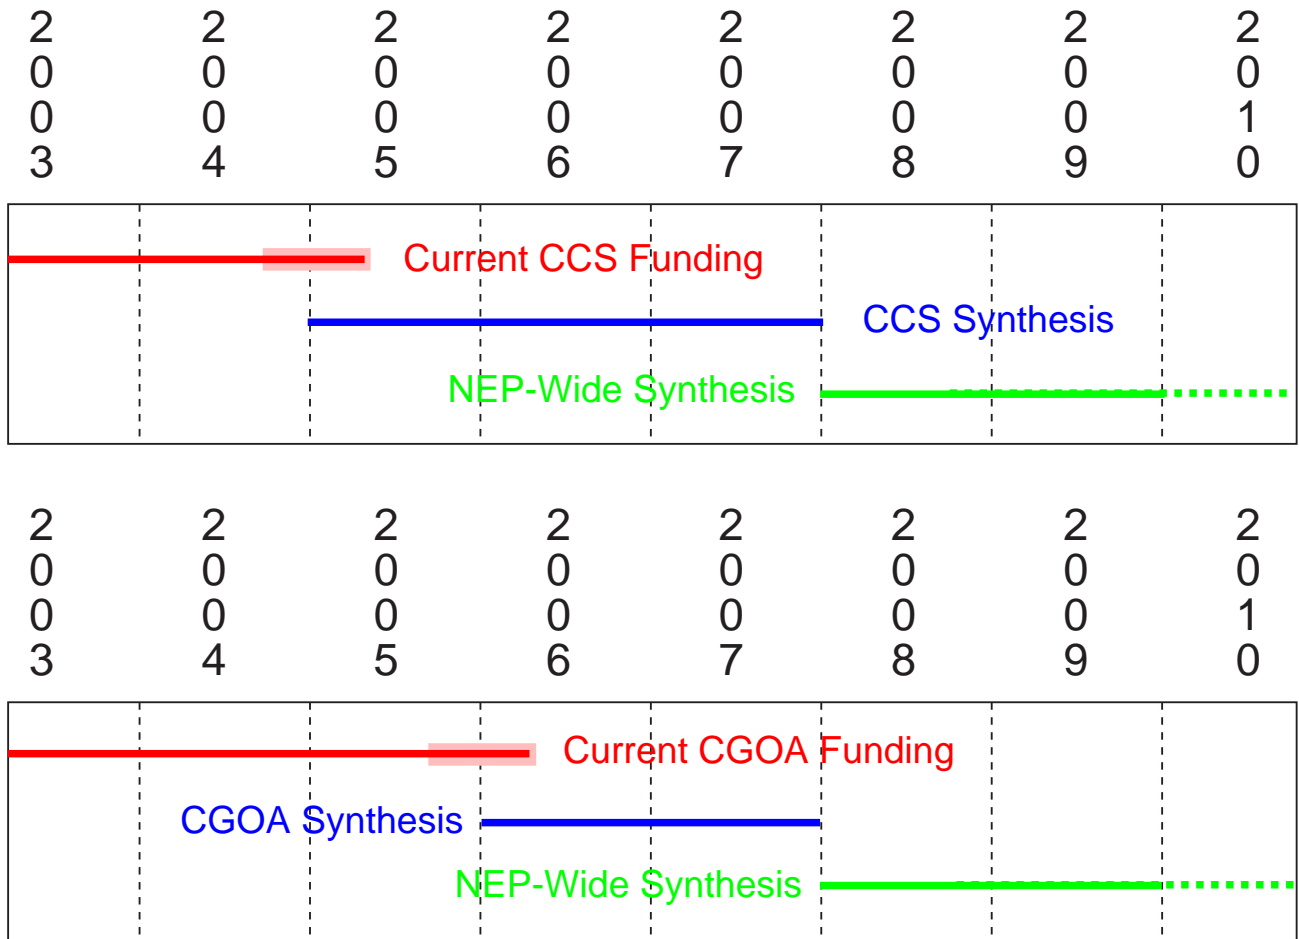 2003 2004 2005 2006 2007 2008 2009 2010
Current CCS Funding
CCS Synthesis
NEP-Wide Synthesis
2003 2004 2005 2006 2007 2008 2009 2010
Current CGOA Funding
CGOA Synthesis
NEP-Wide Synthesis